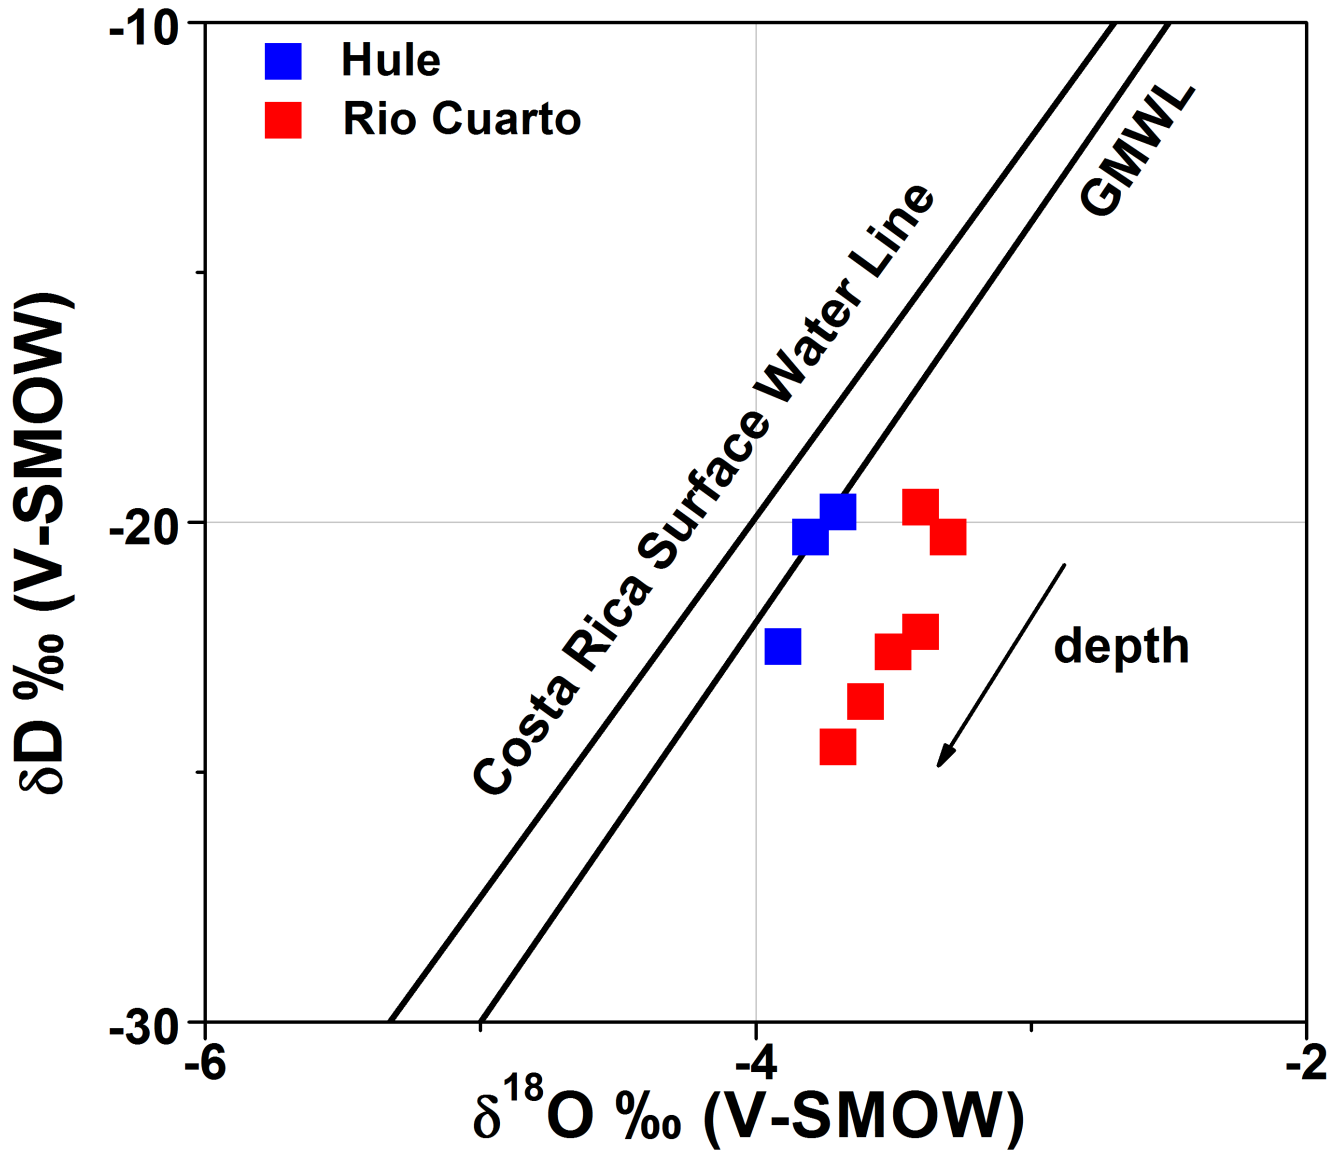 -10
Hule
Rio Cuarto
GMWL
Costa Rica Surface Water Line
δD ‰ (V-SMOW)
-20
depth
-30
-6
-4
-2
δ18O ‰ (V-SMOW)